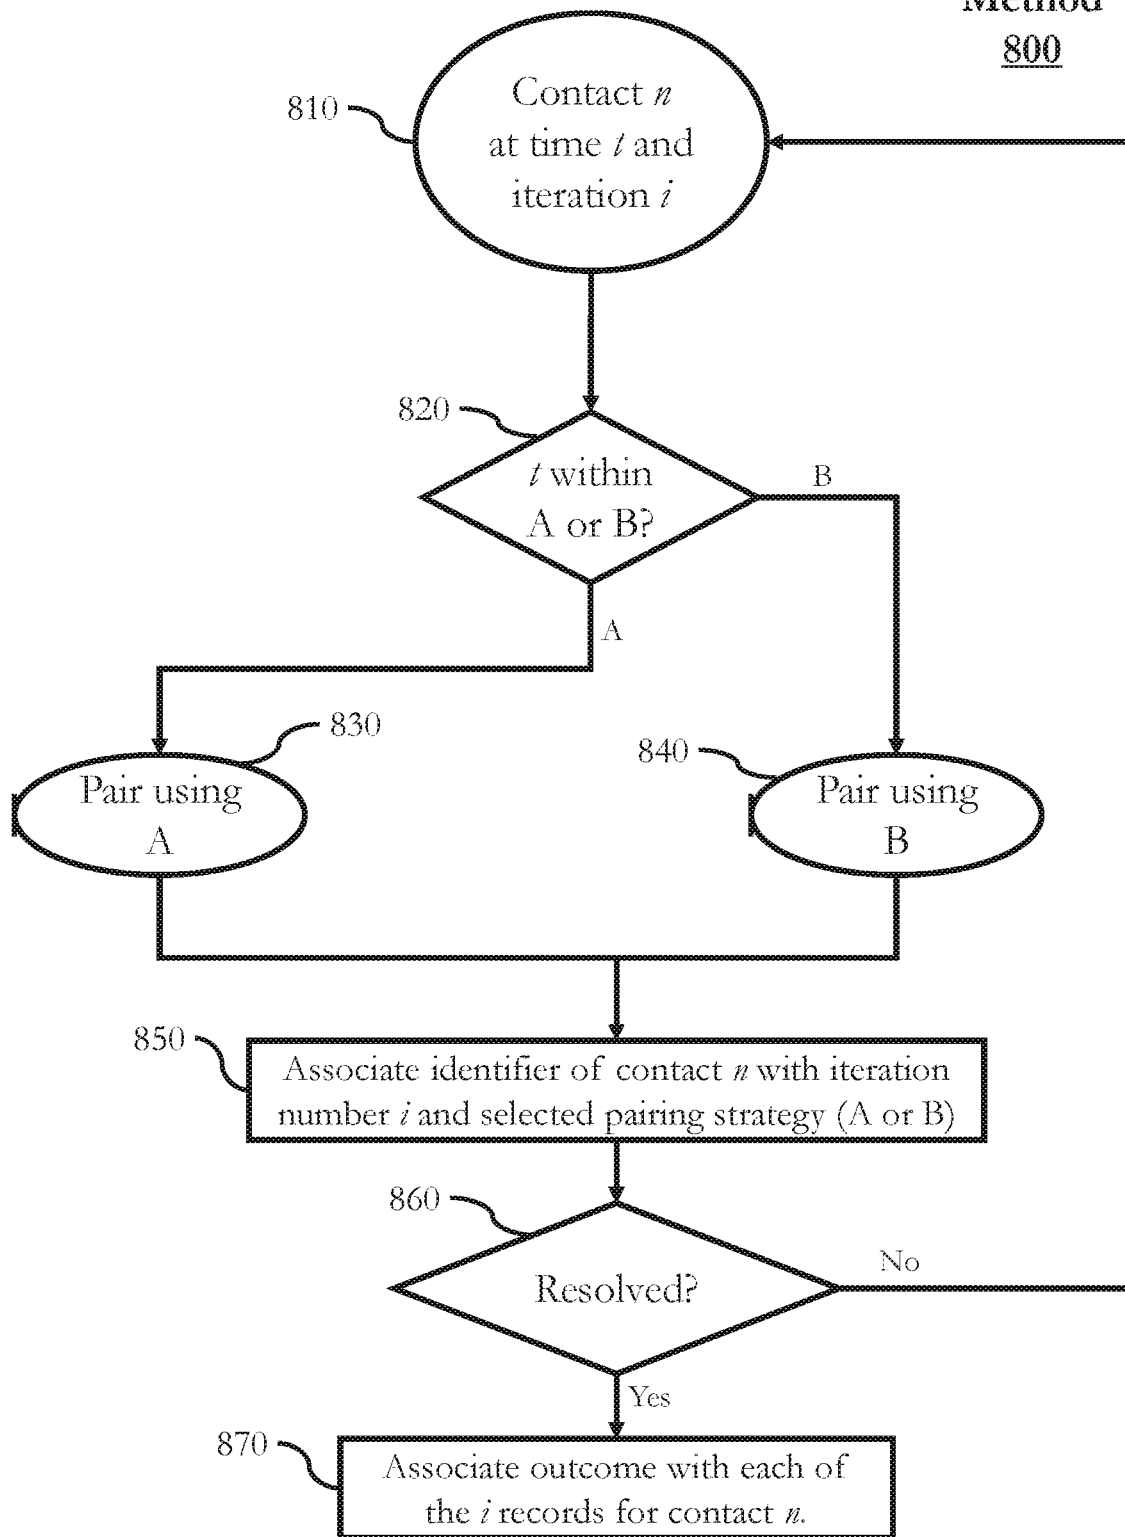 Method
800
810
Contact n
at time t and
iteration i
820
t within
A or B?
B
A
830
Pair using
A
840
Pair using
B
850
Associate identifier of contact n with iteration
number i and selected pairing strategy (A or B)
860
Resolved?
No
Yes
870
Associate outcome with each of
the i records for contact n.